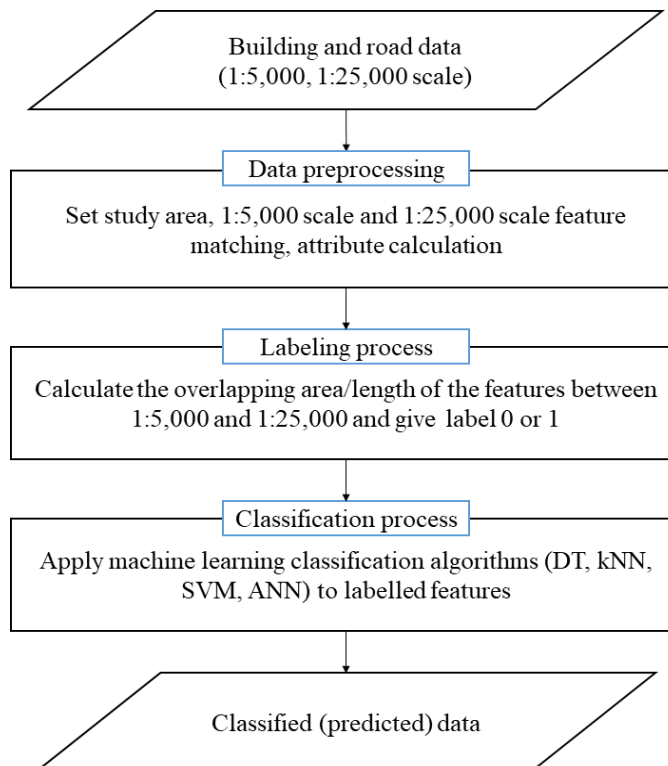 Building and road data
(1:5,000, 1:25,000 scale)
Data preprocessing
Set study area, 1:5,000 scale and 1:25,000 scale feature
matching, attribute calculation
Labeling process
Calculate the overlapping area/length of the features between
1:5,000 and 1:25,000 and give label 0 or 1
Classification process
Apply machine learning classification algorithms (DT, kNN,
SVM, ANN) to labelled features
Classified (predicted) data